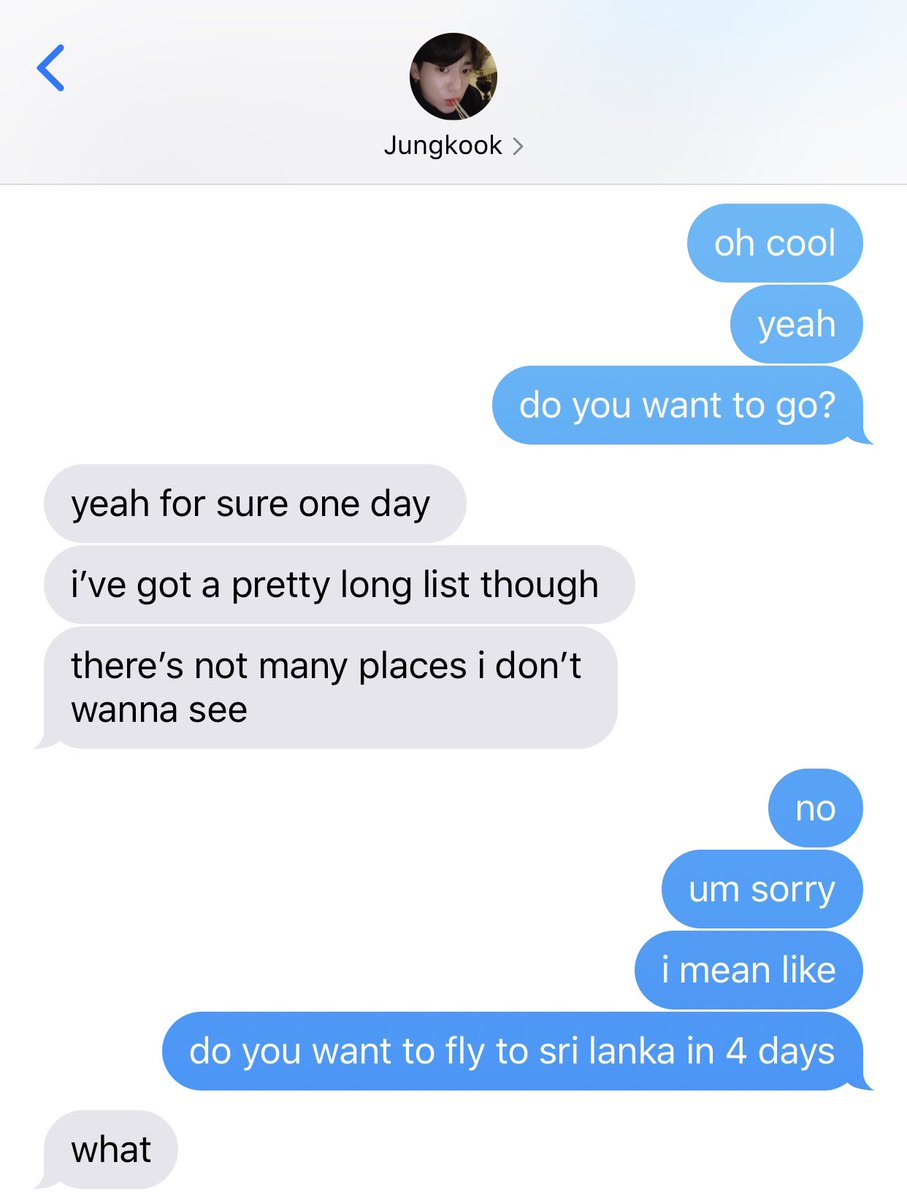 Jungkook
oh cool
yeah
do you want to go?
yeah for sure one day
i’ve got a pretty long list though
there’s not many places i don’t
wanna see
no
um sorry
i mean like
do you want to fly to sri lanka in 4 days
what